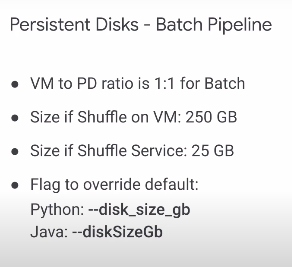 Persistent Disks - Batch Pipeline
● VM to PD ratio is 1:1 for Batch
● Size if Shuffle on VM: 250 GB
● Size if Shuffle Service: 25 GB
● Flag to override default:
Python: --disk_size_gb
Java: --diskSizeGb